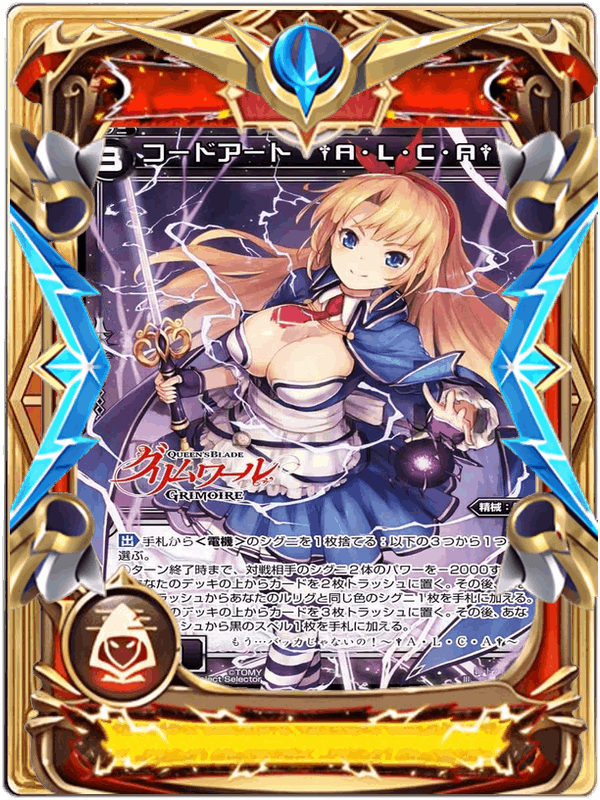 3 コードアート †A・L・C・A†
QUEEN'S BLADE
グリムワール
GRIMOIRE
精械：
出 手札から＜電機＞のシグニを1枚捨てる：以下の3つから1つ
選ぶ。
○ターン終了時まで、対戦相手のシグニ2体のパワーを－2000す
あなたのデッキの上からカードを2枚トラッシュに置く。その後、
トラッシュからあなたのルリグと同じ色のシグニ1枚を手札に加える。
のデッキの上からカードを3枚トラッシュに置く。その後、あな
ッシュから黒のスペル1枚を手札に加える。
もう…バッカじゃないの！～†A・L・C・A†～
©TOMY
lect Selector